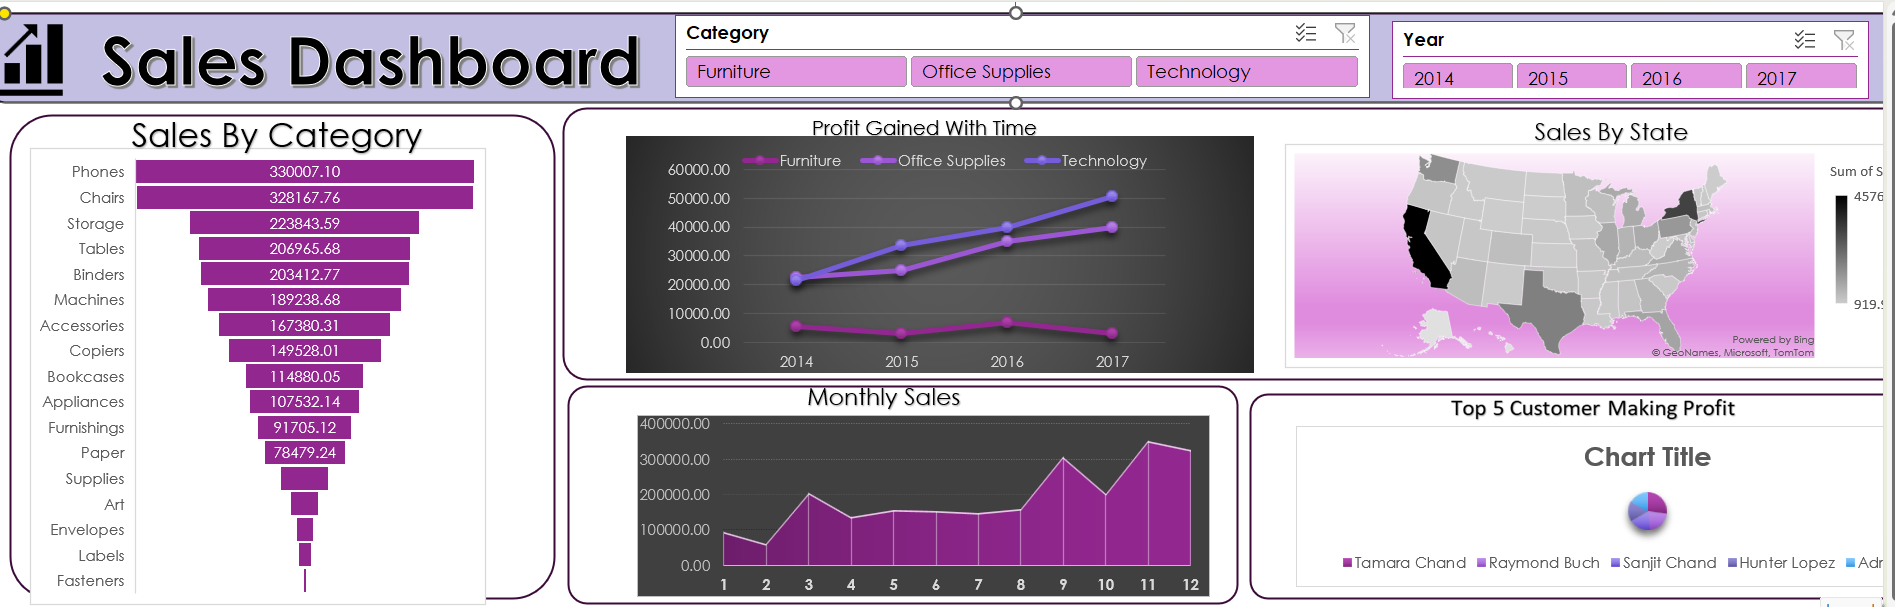 Sales Dashboard
Category
Furniture
Office Supplies
Technology
Year
2014
2015
2016
2017
Sales By Category
Phones 330007.10
Chairs 328167.76
Storage 223843.59
Tables 206965.68
Binders 203412.77
Machines 189238.68
Accessories 167380.31
Copiers 149528.01
Bookcases 114880.05
Appliances 107532.14
Furnishings 91705.12
Paper 78479.24
Supplies
Art
Envelopes
Labels
Fasteners
Profit Gained With Time
Furniture Office Supplies Technology
60000.00
50000.00
40000.00
30000.00
20000.00
10000.00
0.00
2014 2015 2016 2017
Sales By State
Sum of S
4576
919.
Powered by Bing
© GeoNames, Microsoft, TomTom
Monthly Sales
400000.00
300000.00
200000.00
100000.00
0.00
1 2 3 4 5 6 7 8 9 10 11 12
Top 5 Customer Making Profit
Chart Title
Tamara Chand Raymond Buch Sanjit Chand Hunter Lopez Adr